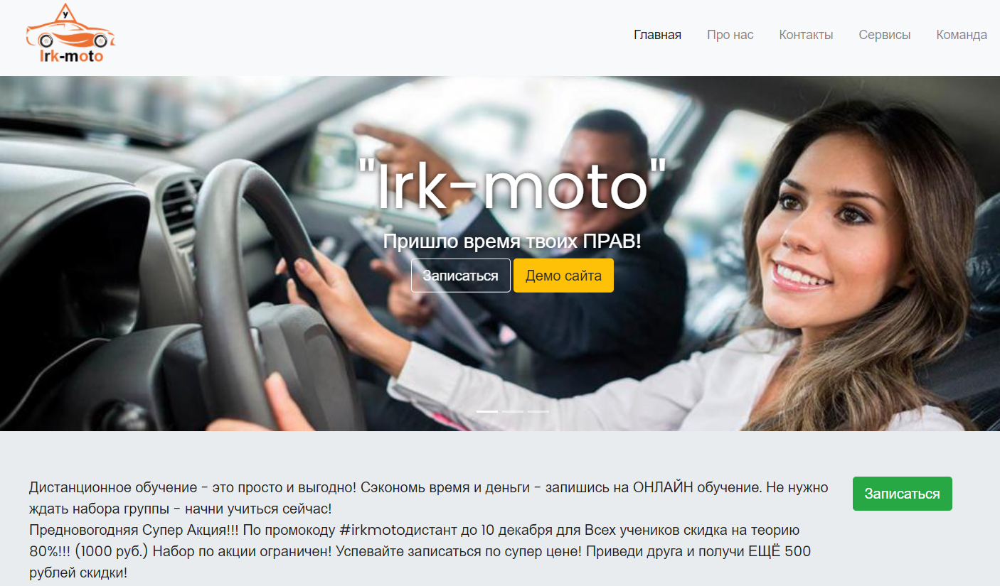 У
Irk-moto
Главная Про нас Контакты Сервисы Команда
"Irk-moto"
Пришло время твоих ПРАВ!
Записаться Демо сайта
Дистанционное обучение - это просто и выгодно! Сэкономь время и деньги - запишись на ОНЛАЙН обучение. Не нужно
ждать набора группы - начни учиться сейчас!
Предновогодняя Супер Акция!!! По промокоду #irkmotoдистант до 10 декабря для Всех учеников скидка на теорию
80%!!! (1000 руб.) Набор по акции ограничен! Успевайте записаться по супер цене! Приведи друга и получи ЕЩЁ 500
рублей скидки!
Записаться